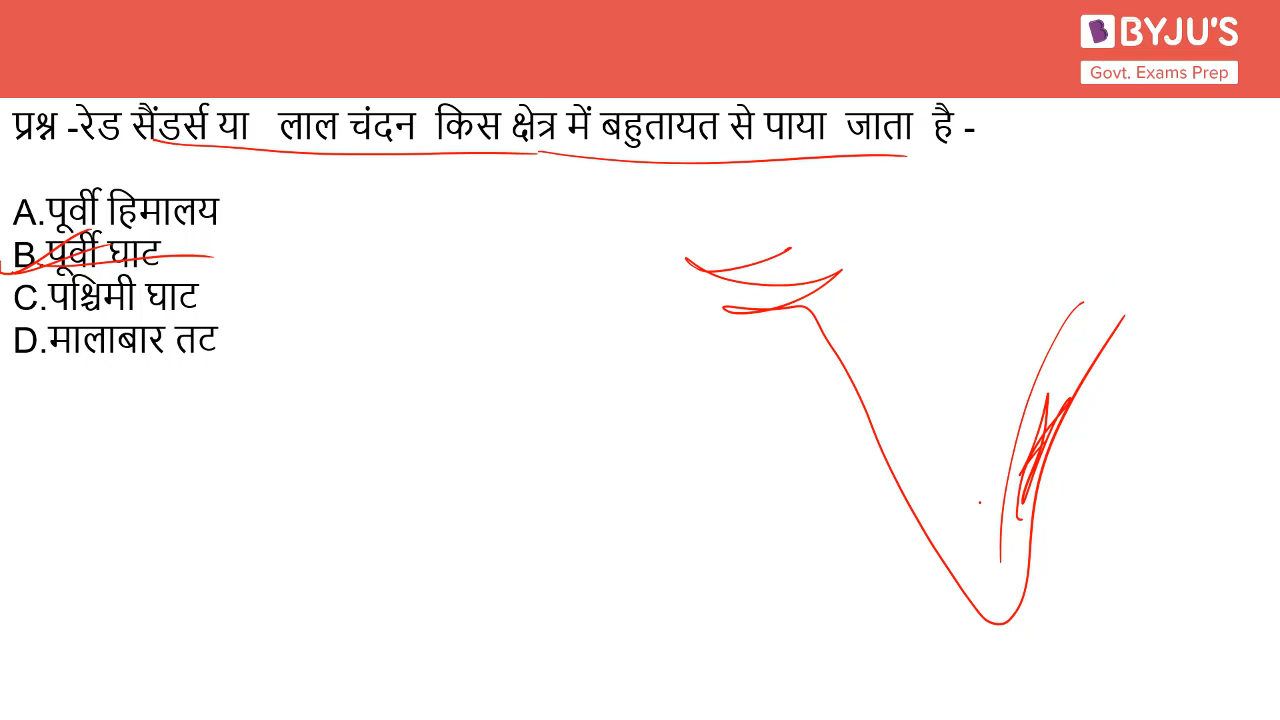 BYJU'S
Govt. Exams Prep
प्रश्न -रेड सैंडर्स या लाल चंदन किस क्षेत्र में बहुतायत से पाया जाता है -
A.पूर्वी हिमालय
B.पूर्वी घाट
C.पश्चिमी घाट
D.मालाबार तट